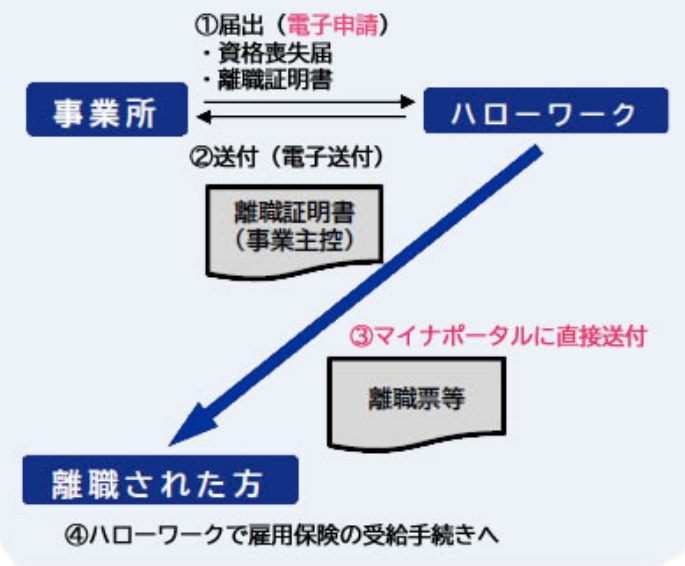 ①届出（電子申請）
・資格喪失届
・離職証明書
事業所
ハローワーク
②送付（電子送付）
離職証明書
（事業主控）
③マイナポータルに直接送付
離職票等
離職された方
④ハローワークで雇用保険の受給手続きへ